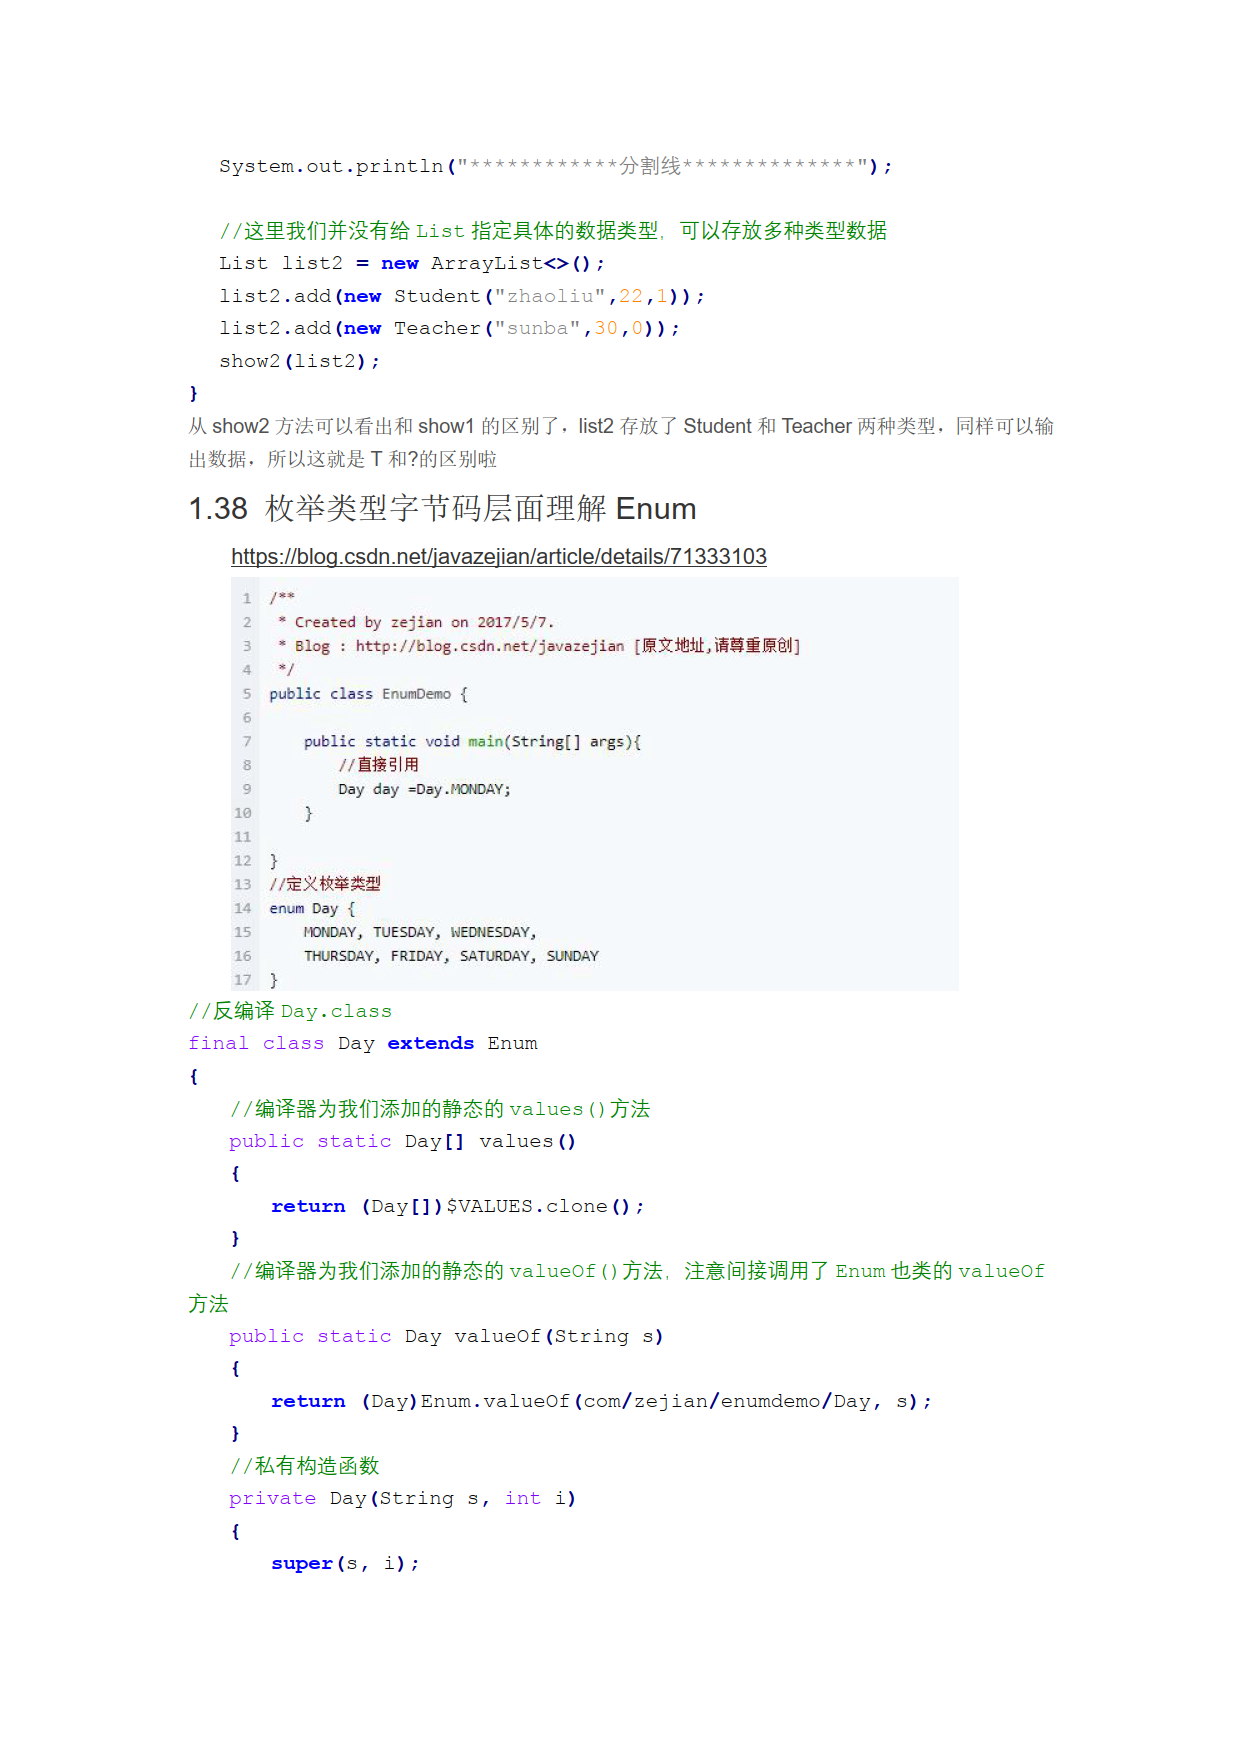 System.out.println("************分割线**************");
//这里我们并没有给 List 指定具体的数据类型，可以存放多种类型数据
List list2 = new ArrayList<>();
list2.add(new Student("zhaoliu",22,1));
list2.add(new Teacher("sunba",30,0));
show2(list2);
}
从 show2 方法可以看出和 show1 的区别了，list2 存放了 Student 和 Teacher 两种类型，同样可以输
出数据，所以这就是 T 和?的区别啦
1.38 枚举类型字节码层面理解 Enum
https://blog.csdn.net/javazejian/article/details/71333103
1 /**
2 * Created by zejian on 2017/5/7.
3 * Blog : http://blog.csdn.net/javazejian [原文地址,请尊重原创]
4 */
5 public class EnumDemo {
6
7 public static void main(String[] args){
8 //直接引用
9 Day day =Day.MONDAY;
10 }
11
12 }
13 //定义枚举类型
14 enum Day {
15 MONDAY, TUESDAY, WEDNESDAY,
16 THURSDAY, FRIDAY, SATURDAY, SUNDAY
17 }
//反编译 Day.class
final class Day extends Enum
{
//编译器为我们添加的静态的 values()方法
public static Day[] values()
{
return (Day[])$VALUES.clone();
}
//编译器为我们添加的静态的 valueOf()方法，注意间接调用了 Enum 也类的 valueOf
方法
public static Day valueOf(String s)
{
return (Day)Enum.valueOf(com/zejian/enumdemo/Day, s);
}
//私有构造函数
private Day(String s, int i)
{
super(s, i);